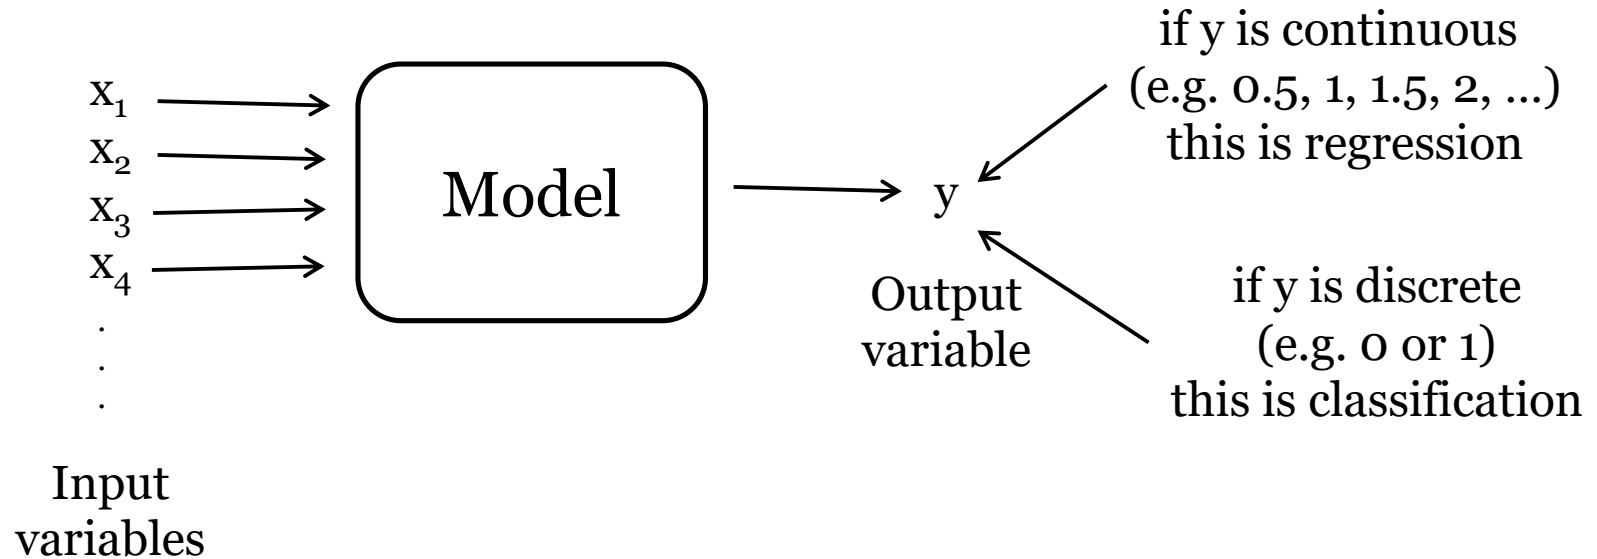 x₁
x₂
x₃
x₄
.
.
.
Input
variables
Model
y
Output
variable
if y is continuous
(e.g. 0.5, 1, 1.5, 2, ...)
this is regression
if y is discrete
(e.g. 0 or 1)
this is classification